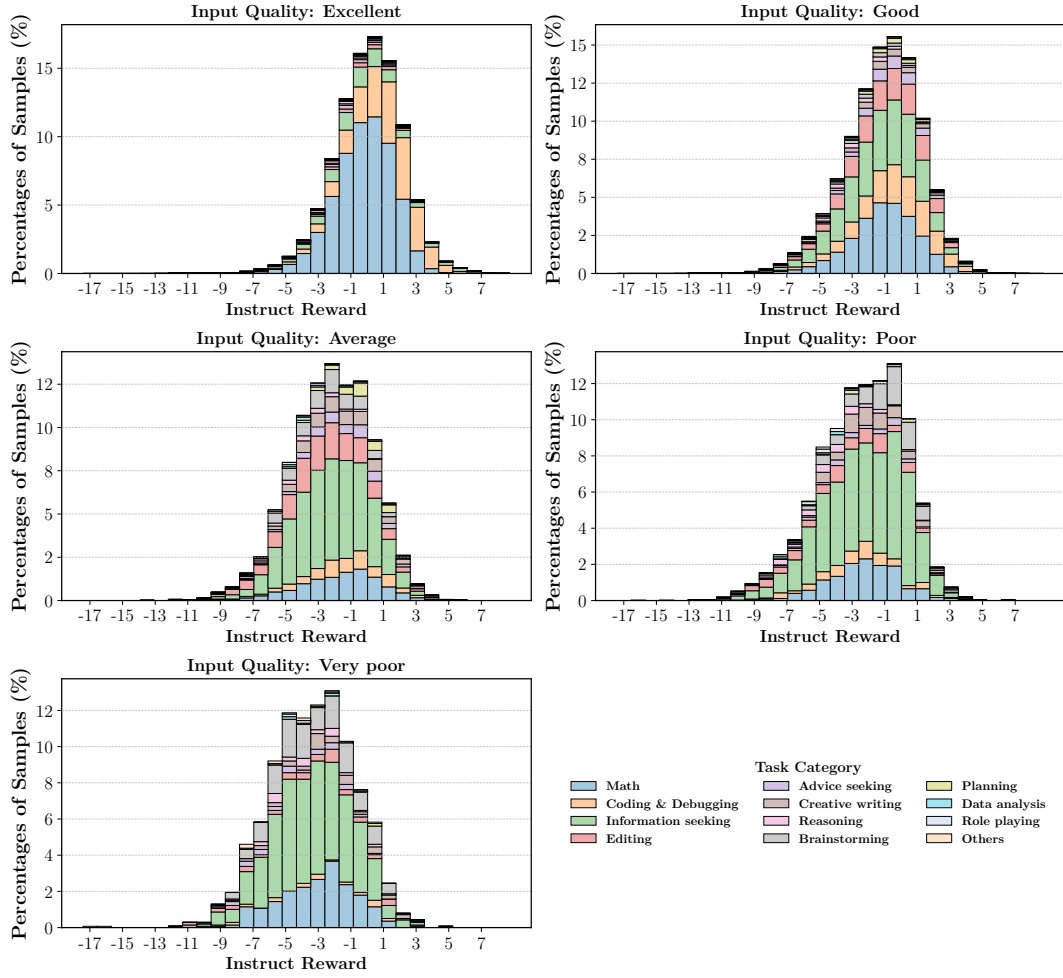 Input Quality: Excellent
Percentages of Samples (%)
15
10
5
0
-17 -15 -13 -11 -9 -7 -5 -3 -1 1 3 5 7
Instruct Reward
Input Quality: Good
Percentages of Samples (%)
15
12
10
8
5
2
0
-17 -15 -13 -11 -9 -7 -5 -3 -1 1 3 5 7
Instruct Reward
Input Quality: Average
Percentages of Samples (%)
12
10
8
5
2
0
-17 -15 -13 -11 -9 -7 -5 -3 -1 1 3 5 7
Instruct Reward
Input Quality: Poor
Percentages of Samples (%)
12
10
8
6
4
2
0
-17 -15 -13 -11 -9 -7 -5 -3 -1 1 3 5 7
Instruct Reward
Input Quality: Very poor
Percentages of Samples (%)
12
10
8
6
4
2
0
-17 -15 -13 -11 -9 -7 -5 -3 -1 1 3 5 7
Instruct Reward
Task Category
Math
Coding & Debugging
Information seeking
Editing
Advice seeking
Creative writing
Reasoning
Brainstorming
Planning
Data analysis
Role playing
Others